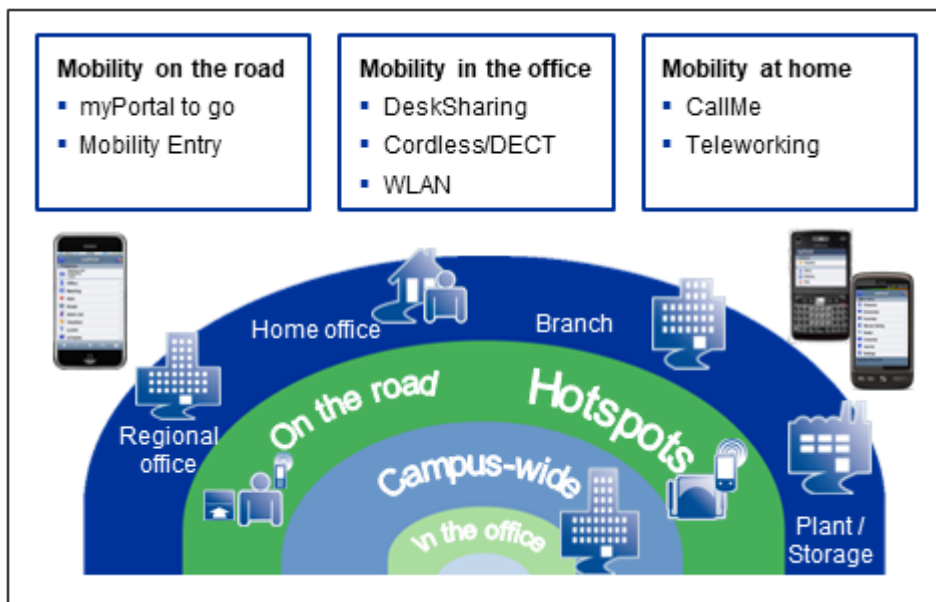 Mobility on the road
▪ myPortal to go
▪ Mobility Entry
Mobility in the office
▪ DeskSharing
▪ Cordless/DECT
▪ WLAN
Mobility at home
▪ CallMe
▪ Teleworking
Home office
Branch
Regional
office
On the road
Hotspots
Campus-wide
In the office
Plant /
Storage